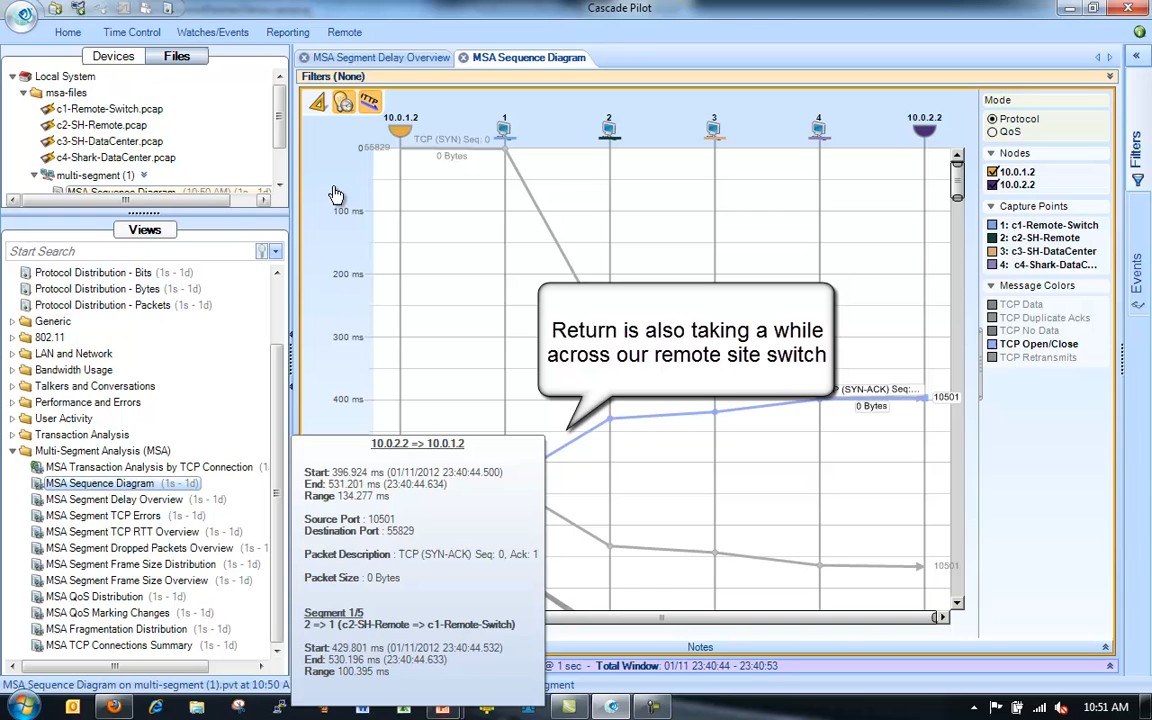 Cascade Pilot
Home
Time Control
Watches/Events
Reporting
Remote
Devices
Files
Local System
msa-files
c1-Remote-Switch.pcap
c2-SH-Remote.pcap
c3-SH-DataCenter.pcap
c4-Shark-DataCenter.pcap
multi-segment (1)
MSA Sequence Diagram (10:50 AM) (1s - 1d)
Views
Start Search
Protocol Distribution - Bits (1s - 1d)
Protocol Distribution - Bytes (1s - 1d)
Protocol Distribution - Packets (1s - 1d)
Generic
802.11
LAN and Network
Bandwidth Usage
Talkers and Conversations
Performance and Errors
User Activity
Transaction Analysis
Multi-Segment Analysis (MSA)
MSA Transaction Analysis by TCP Connection
MSA Sequence Diagram (1s - 1d)
MSA Segment Delay Overview (1s - 1d)
MSA Segment TCP Errors (1s - 1d)
MSA Segment TCP RTT Overview (1s - 1d)
MSA Segment Dropped Packets Overview (1s - 1d)
MSA Segment Frame Size Distribution (1s - 1d)
MSA Segment Frame Size Overview (1s - 1d)
MSA QoS Distribution (1s - 1d)
MSA QoS Marking Changes (1s - 1d)
MSA Fragmentation Distribution (1s - 1d)
MSA TCP Connections Summary (1s - 1d)
MSA Segment Delay Overview
MSA Sequence Diagram
Filters (None)
HTTP
10.0.1.2
1
2
3
4
10.0.2.2
TCP (SYN) Seq: 0
0 Bytes
0
55829
100 ms
200 ms
300 ms
400 ms
Return is also taking a while
across our remote site switch
(SYN-ACK) Seq:...
0 Bytes
10501
10501
10.0.2.2 => 10.0.1.2
Start: 396.924 ms (01/11/2012 23:40:44.500)
End: 531.201 ms (23:40:44.634)
Range 134.277 ms
Source Port : 10501
Destination Port : 55829
Packet Description : TCP (SYN-ACK) Seq: 0, Ack: 1
Packet Size : 0 Bytes
Segment 1/5
2 => 1 (c2-SH-Remote => c1-Remote-Switch)
Start: 429.801 ms (23:40:44.532)
End: 530.196 ms (23:40:44.633)
Range 100.395 ms
Mode
Protocol
QoS
Nodes
10.0.1.2
10.0.2.2
Capture Points
1: c1-Remote-Switch
2: c2-SH-Remote
3: c3-SH-DataCenter
4: c4-Shark-DataC...
Message Colors
TCP Data
TCP Duplicate Acks
TCP No Data
TCP Open/Close
TCP Retransmits
Filters
Events
Notes
@ 1 sec - Total Window: 01/11 23:40:44 - 23:40:53
MSA Sequence Diagram on multi-segment (1).pvt at 10:50 A
10:51 AM